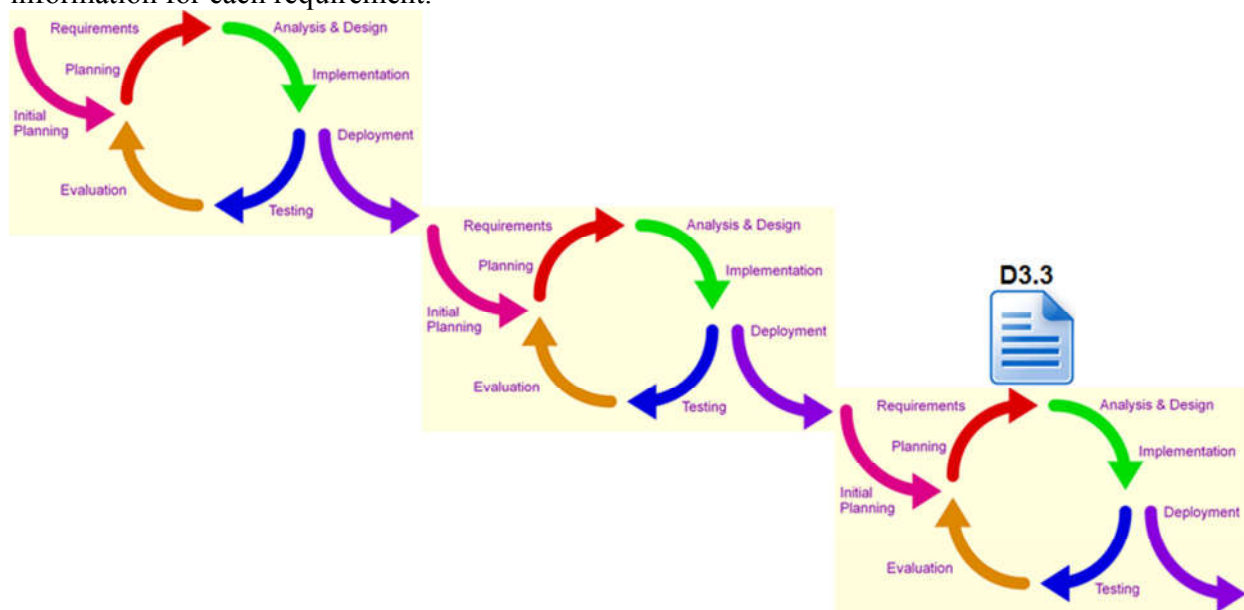 information for each requirement.
Requirements
Analysis & Design
Planning
Implementation
Initial
Planning
Deployment
Evaluation
Testing
Requirements
Analysis & Design
Planning
Implementation
Initial
Planning
Deployment
Evaluation
Testing
D3.3
Requirements
Analysis & Design
Planning
Implementation
Initial
Planning
Deployment
Evaluation
Testing